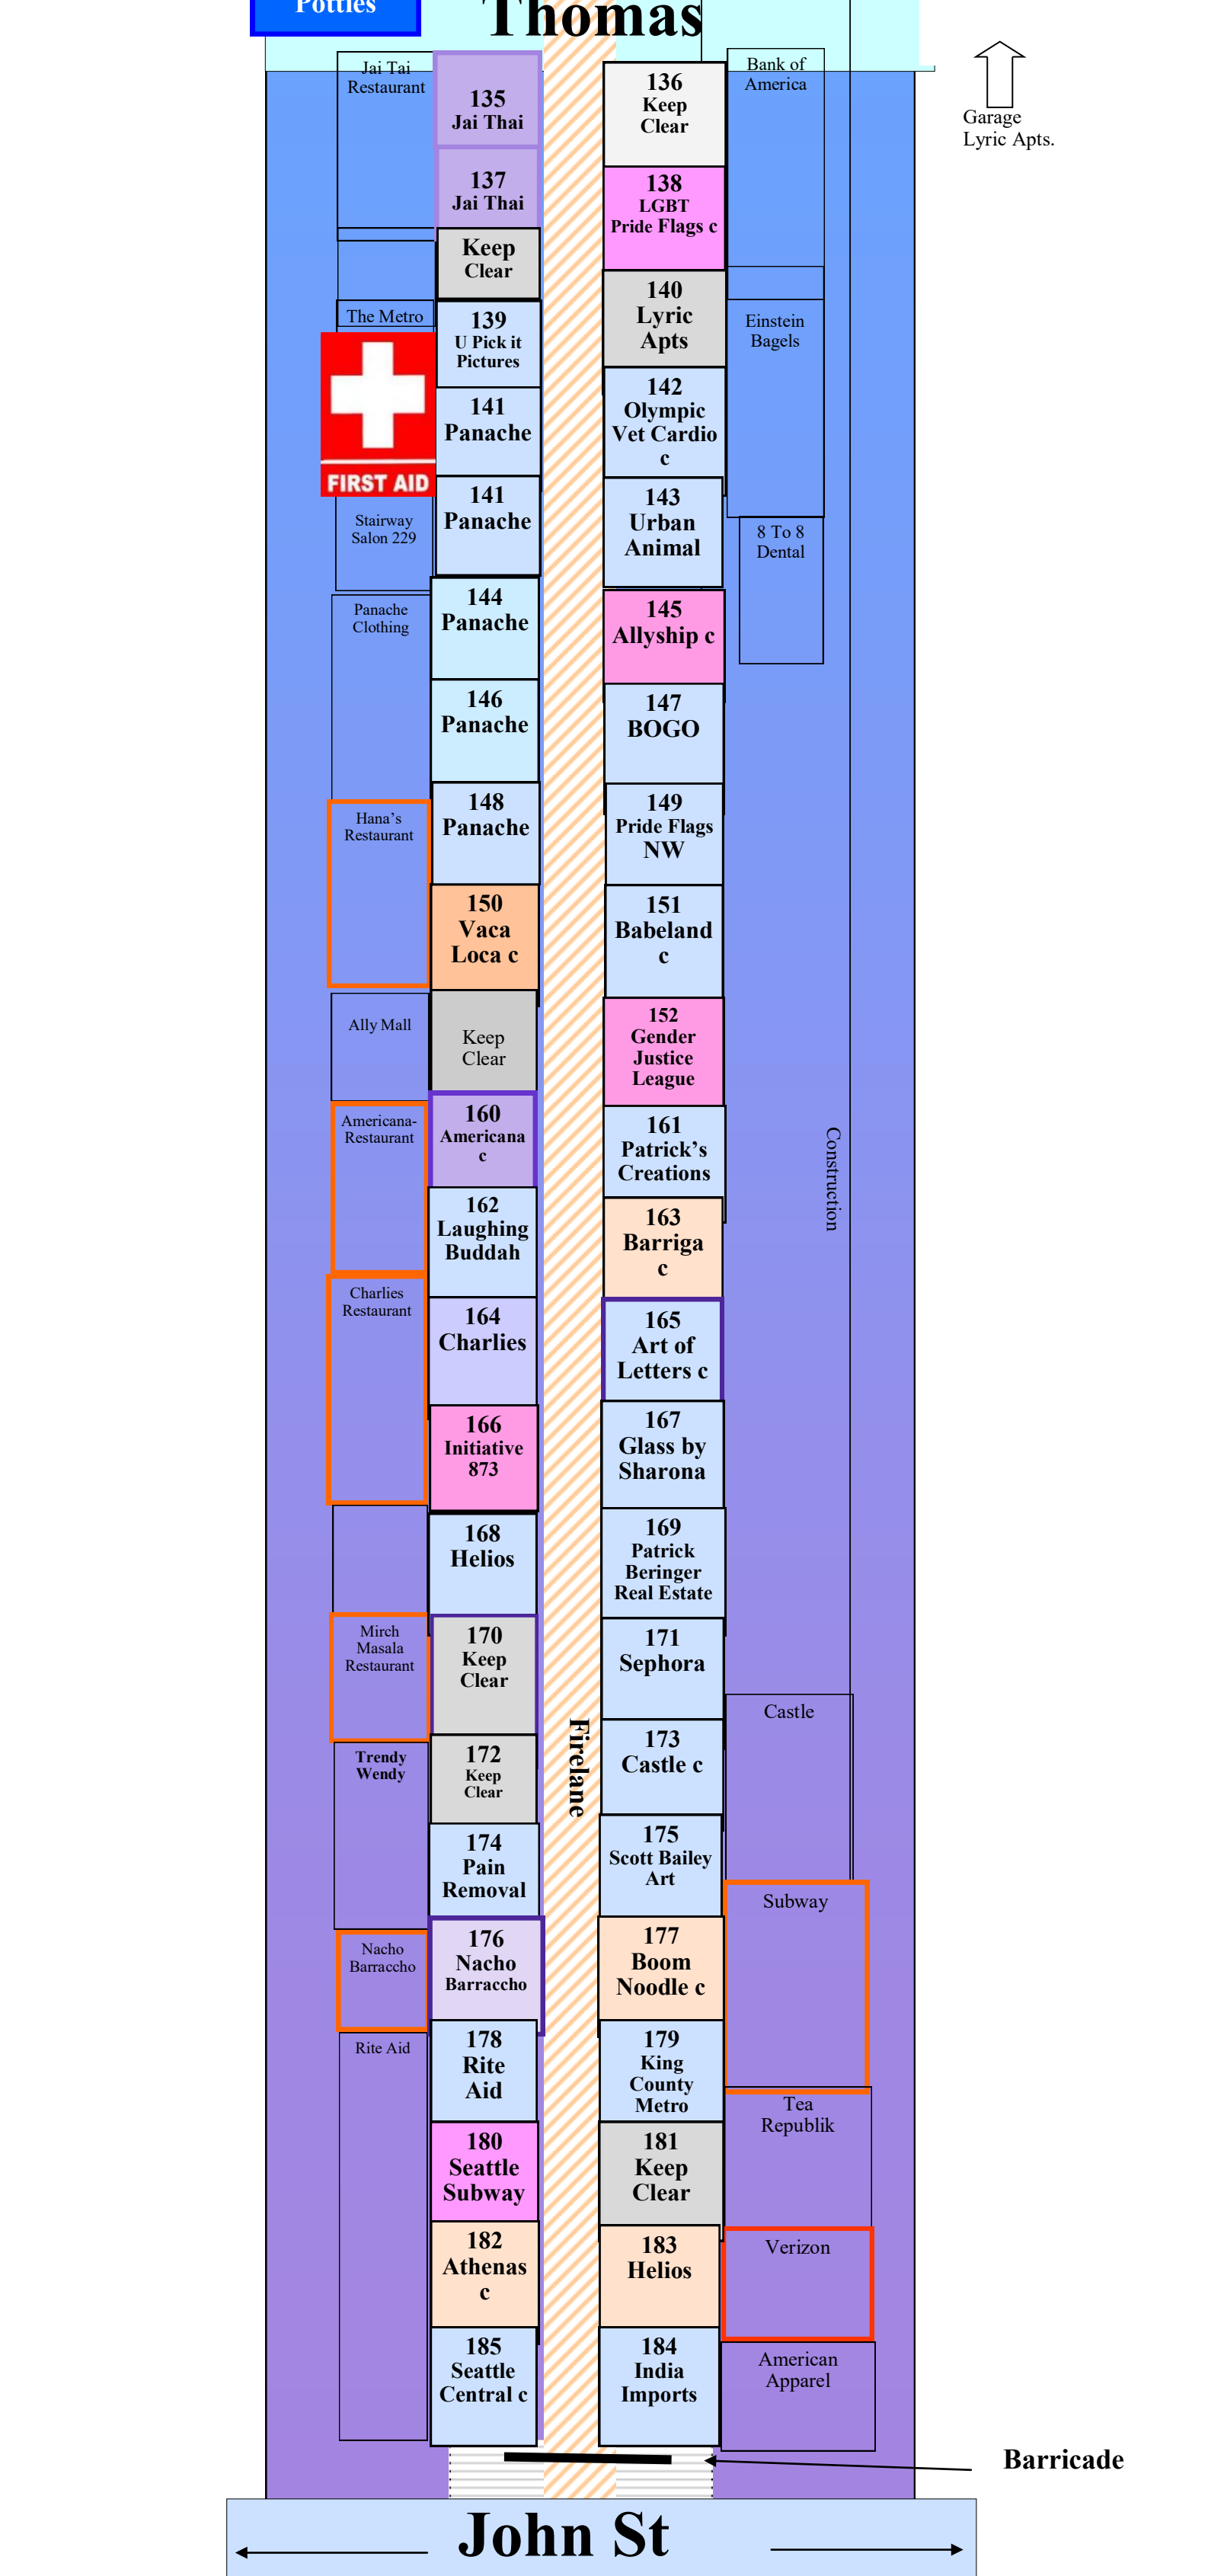 Potties
Thomas
Garage
Lyric Apts.
Jai Tai
Restaurant
135
Jai Thai
137
Jai Thai
Keep
Clear
The Metro
139
U Pick it
Pictures
FIRST AID
141
Panache
141
Panache
Stairway
Salon 229
144
Panache
Panache
Clothing
146
Panache
148
Panache
Hana’s
Restaurant
150
Vaca
Loca c
Ally Mall
Keep
Clear
Americana-
Restaurant
160
Americana
c
162
Laughing
Buddah
Charlies
Restaurant
164
Charlies
166
Initiative
873
168
Helios
Mirch
Masala
Restaurant
170
Keep
Clear
Trendy
Wendy
172
Keep
Clear
174
Pain
Removal
Nacho
Barraccho
176
Nacho
Barraccho
Rite Aid
178
Rite
Aid
180
Seattle
Subway
182
Athenas
c
185
Seattle
Central c
Firelane
136
Keep
Clear
Bank of
America
138
LGBT
Pride Flags c
140
Lyric
Apts
Einstein
Bagels
142
Olympic
Vet Cardio
c
143
Urban
Animal
8 To 8
Dental
145
Allyship c
147
BOGO
149
Pride Flags
NW
151
Babeland
c
152
Gender
Justice
League
161
Patrick’s
Creations
Construction
163
Barriga
c
165
Art of
Letters c
167
Glass by
Sharona
169
Patrick
Beringer
Real Estate
171
Sephora
Castle
173
Castle c
175
Scott Bailey
Art
Subway
177
Boom
Noodle c
179
King
County
Metro
Tea
Republik
181
Keep
Clear
Verizon
183
Helios
184
India
Imports
American
Apparel
Barricade
John St